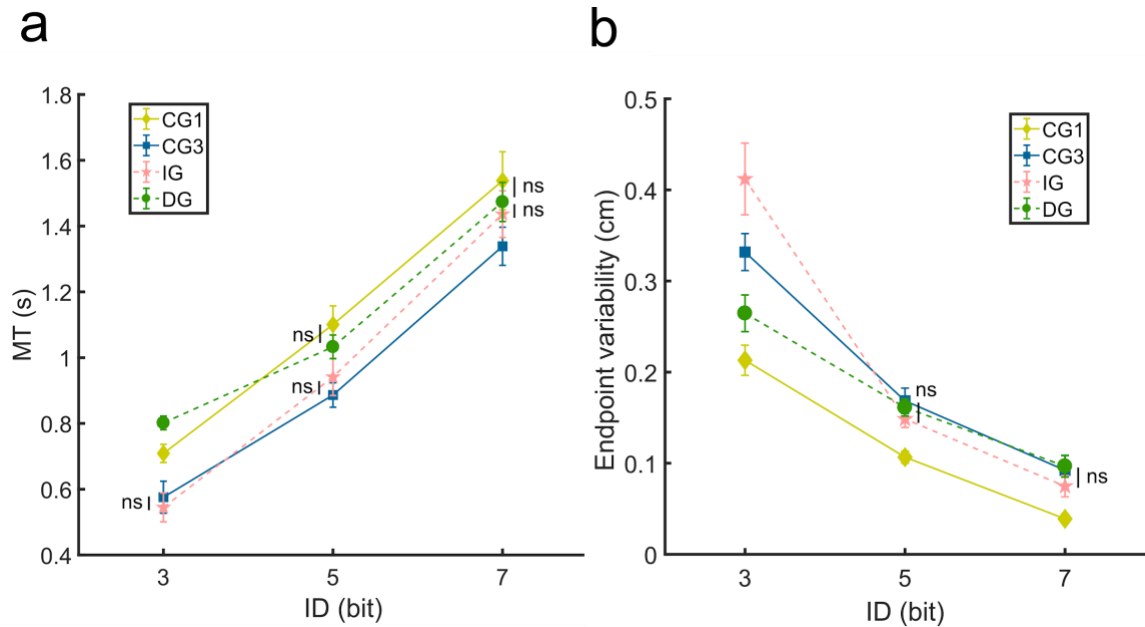 a
1.8
1.6
1.4
1.2
1
0.8
0.6
0.4
MT (s)
CG1
CG3
IG
DG
ns
ns
ns
ns
ns
3 5 7
ID (bit)
b
0.5
0.4
0.3
0.2
0.1
0
Endpoint variability (cm)
CG1
CG3
IG
DG
ns
ns
3 5 7
ID (bit)